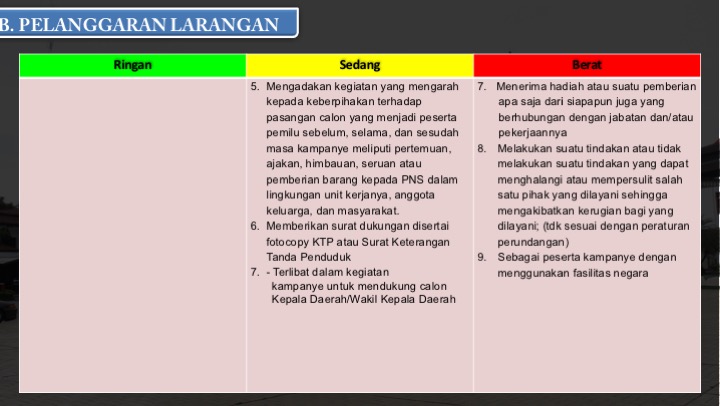 B. PELANGGARAN LARANGAN
Ringan
Sedang
Berat
5. Mengadakan kegiatan yang mengarah
kepada keberpihakan terhadap
pasangan calon yang menjadi peserta
pemilu sebelum, selama, dan sesudah
masa kampanye meliputi pertemuan,
ajakan, himbauan, seruan atau
pemberian barang kepada PNS dalam
lingkungan unit kerjanya, anggota
keluarga, dan masyarakat.
6. Memberikan surat dukungan disertai
fotocopy KTP atau Surat Keterangan
Tanda Penduduk
7. - Terlibat dalam kegiatan
kampanye untuk mendukung calon
Kepala Daerah/Wakil Kepala Daerah
7. Menerima hadiah atau suatu pemberian
apa saja dari siapapun juga yang
berhubungan dengan jabatan dan/atau
pekerjaannya
8. Melakukan suatu tindakan atau tidak
melakukan suatu tindakan yang dapat
menghalangi atau mempersulit salah
satu pihak yang dilayani sehingga
mengakibatkan kerugian bagi yang
dilayani; (tdk sesuai dengan peraturan
perundangan)
9. Sebagai peserta kampanye dengan
menggunakan fasilitas negara